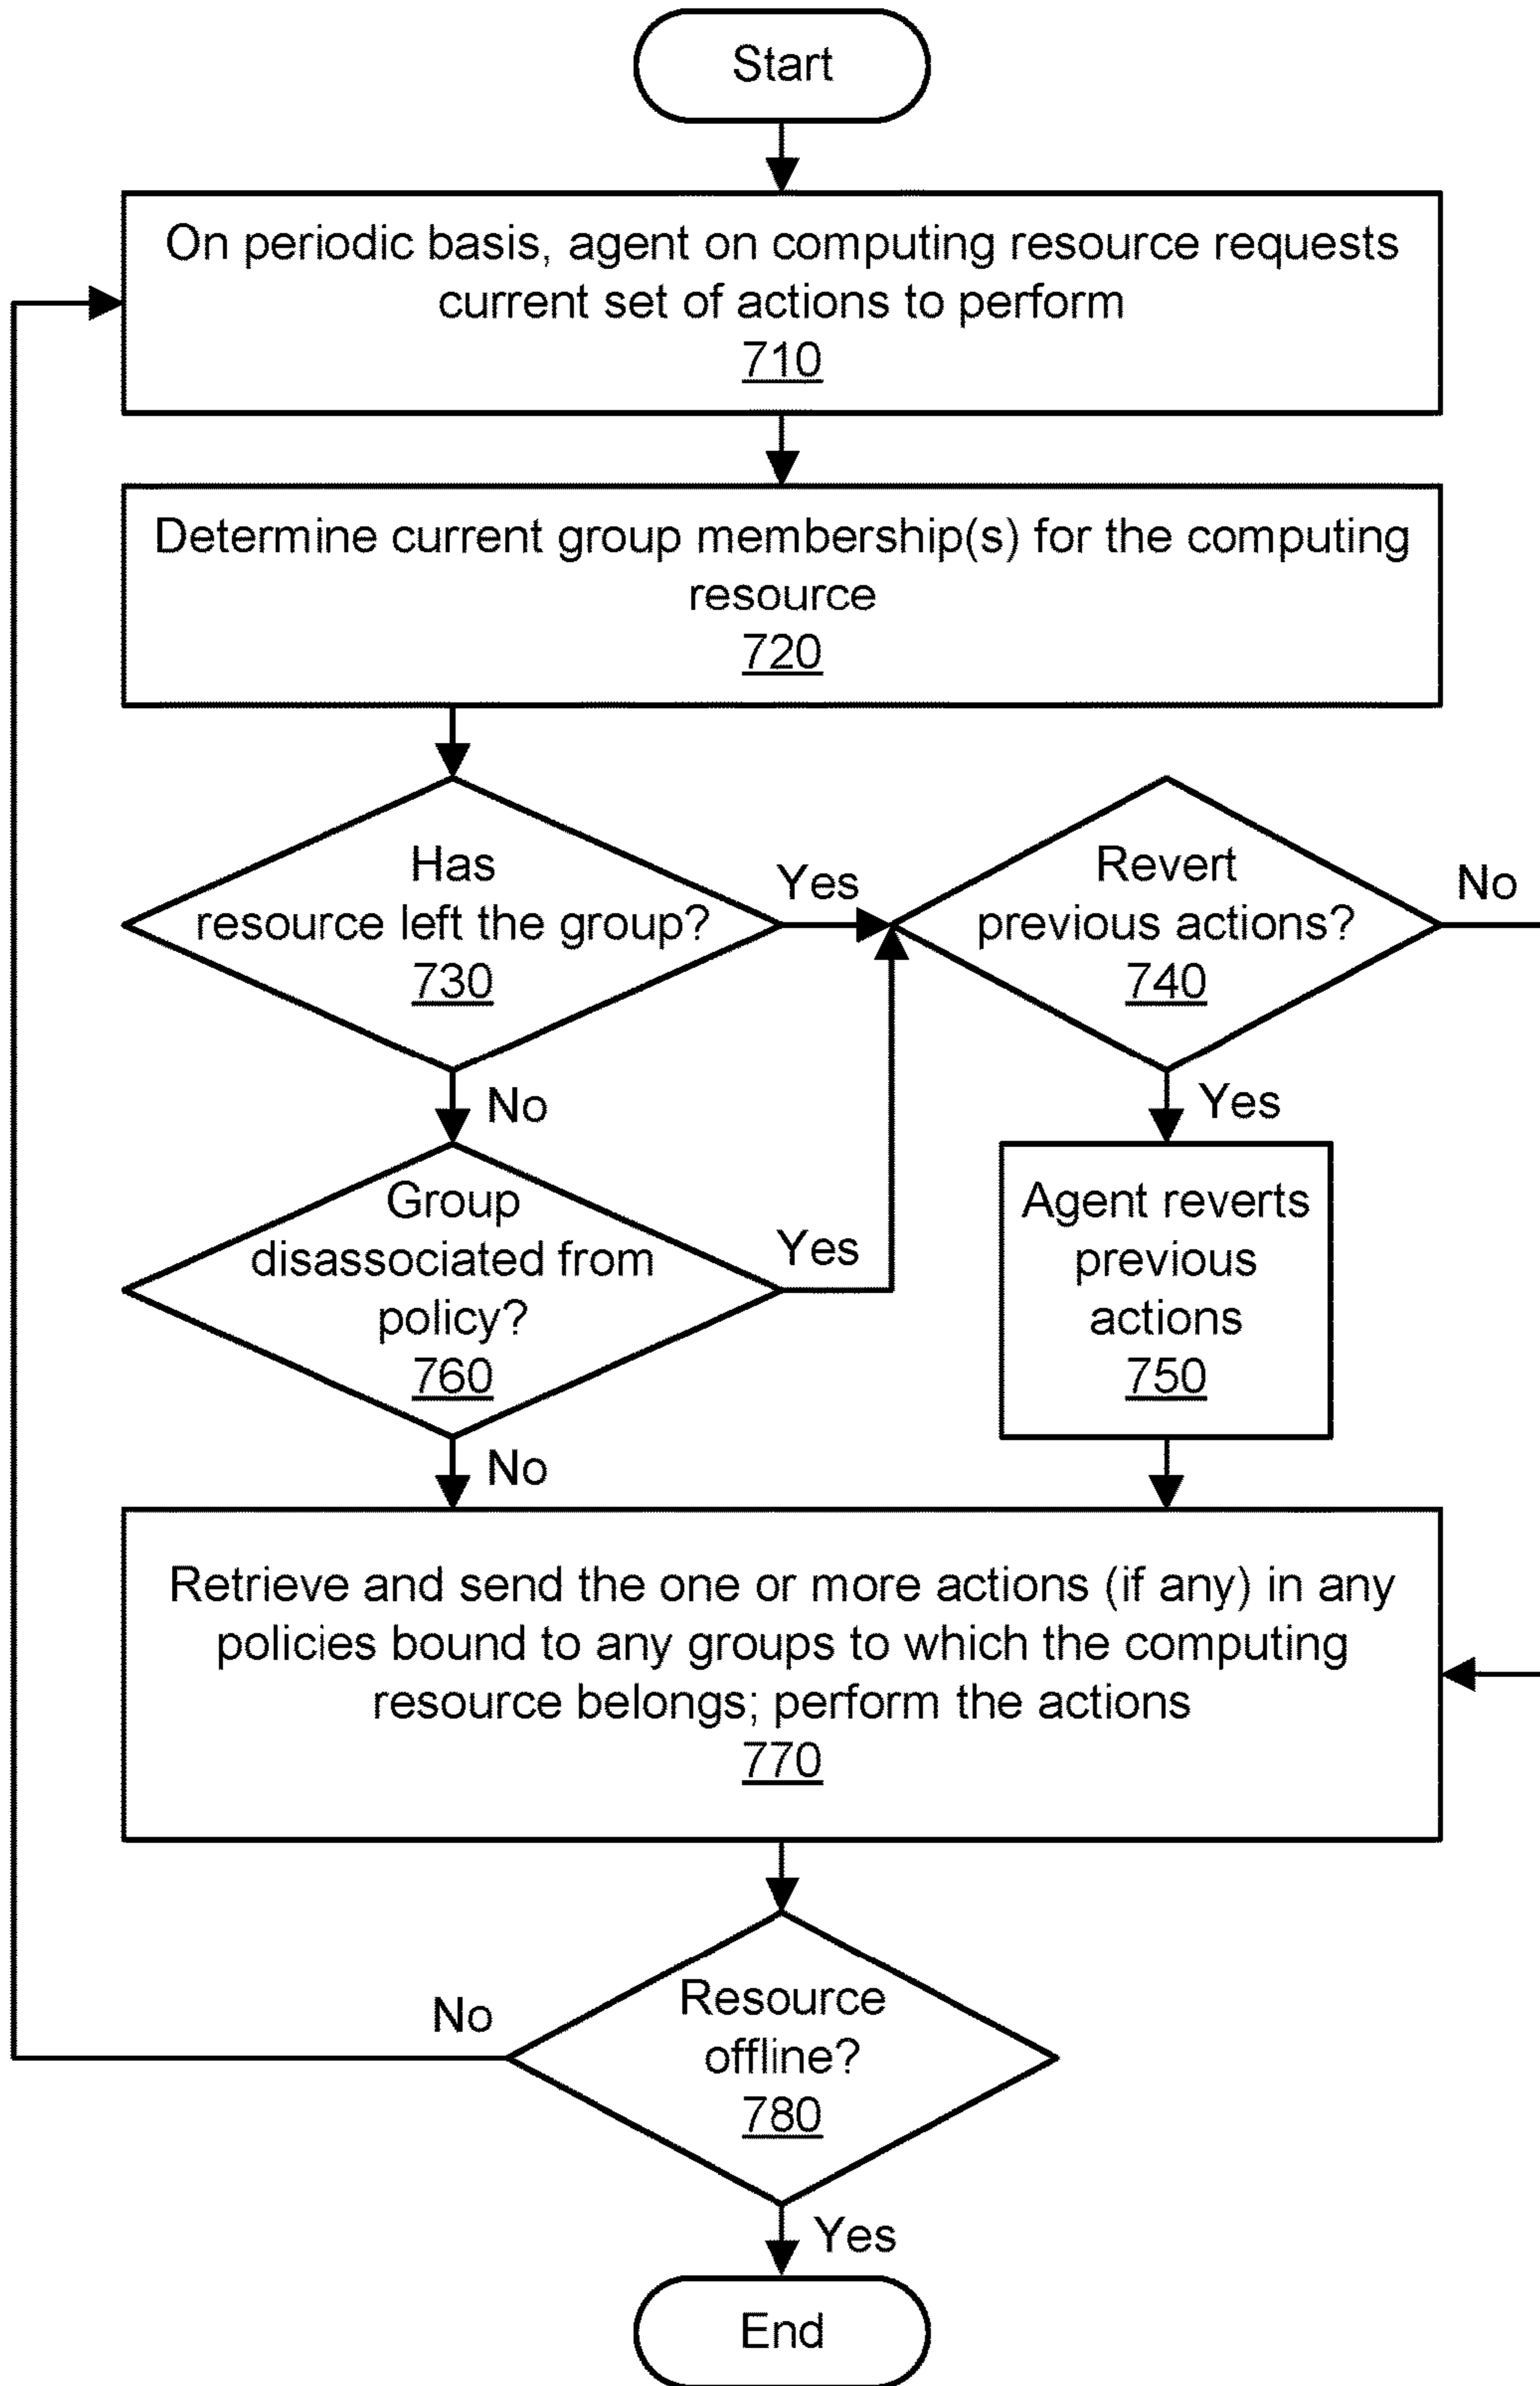 Start
On periodic basis, agent on computing resource requests
current set of actions to perform
710
Determine current group membership(s) for the computing
resource
720
Has
resource left the group?
730
Yes
Revert
previous actions?
740
No
No
Yes
Group
disassociated from
policy?
760
Yes
Agent reverts
previous
actions
750
No
Retrieve and send the one or more actions (if any) in any
policies bound to any groups to which the computing
resource belongs; perform the actions
770
No
Resource
offline?
780
Yes
End